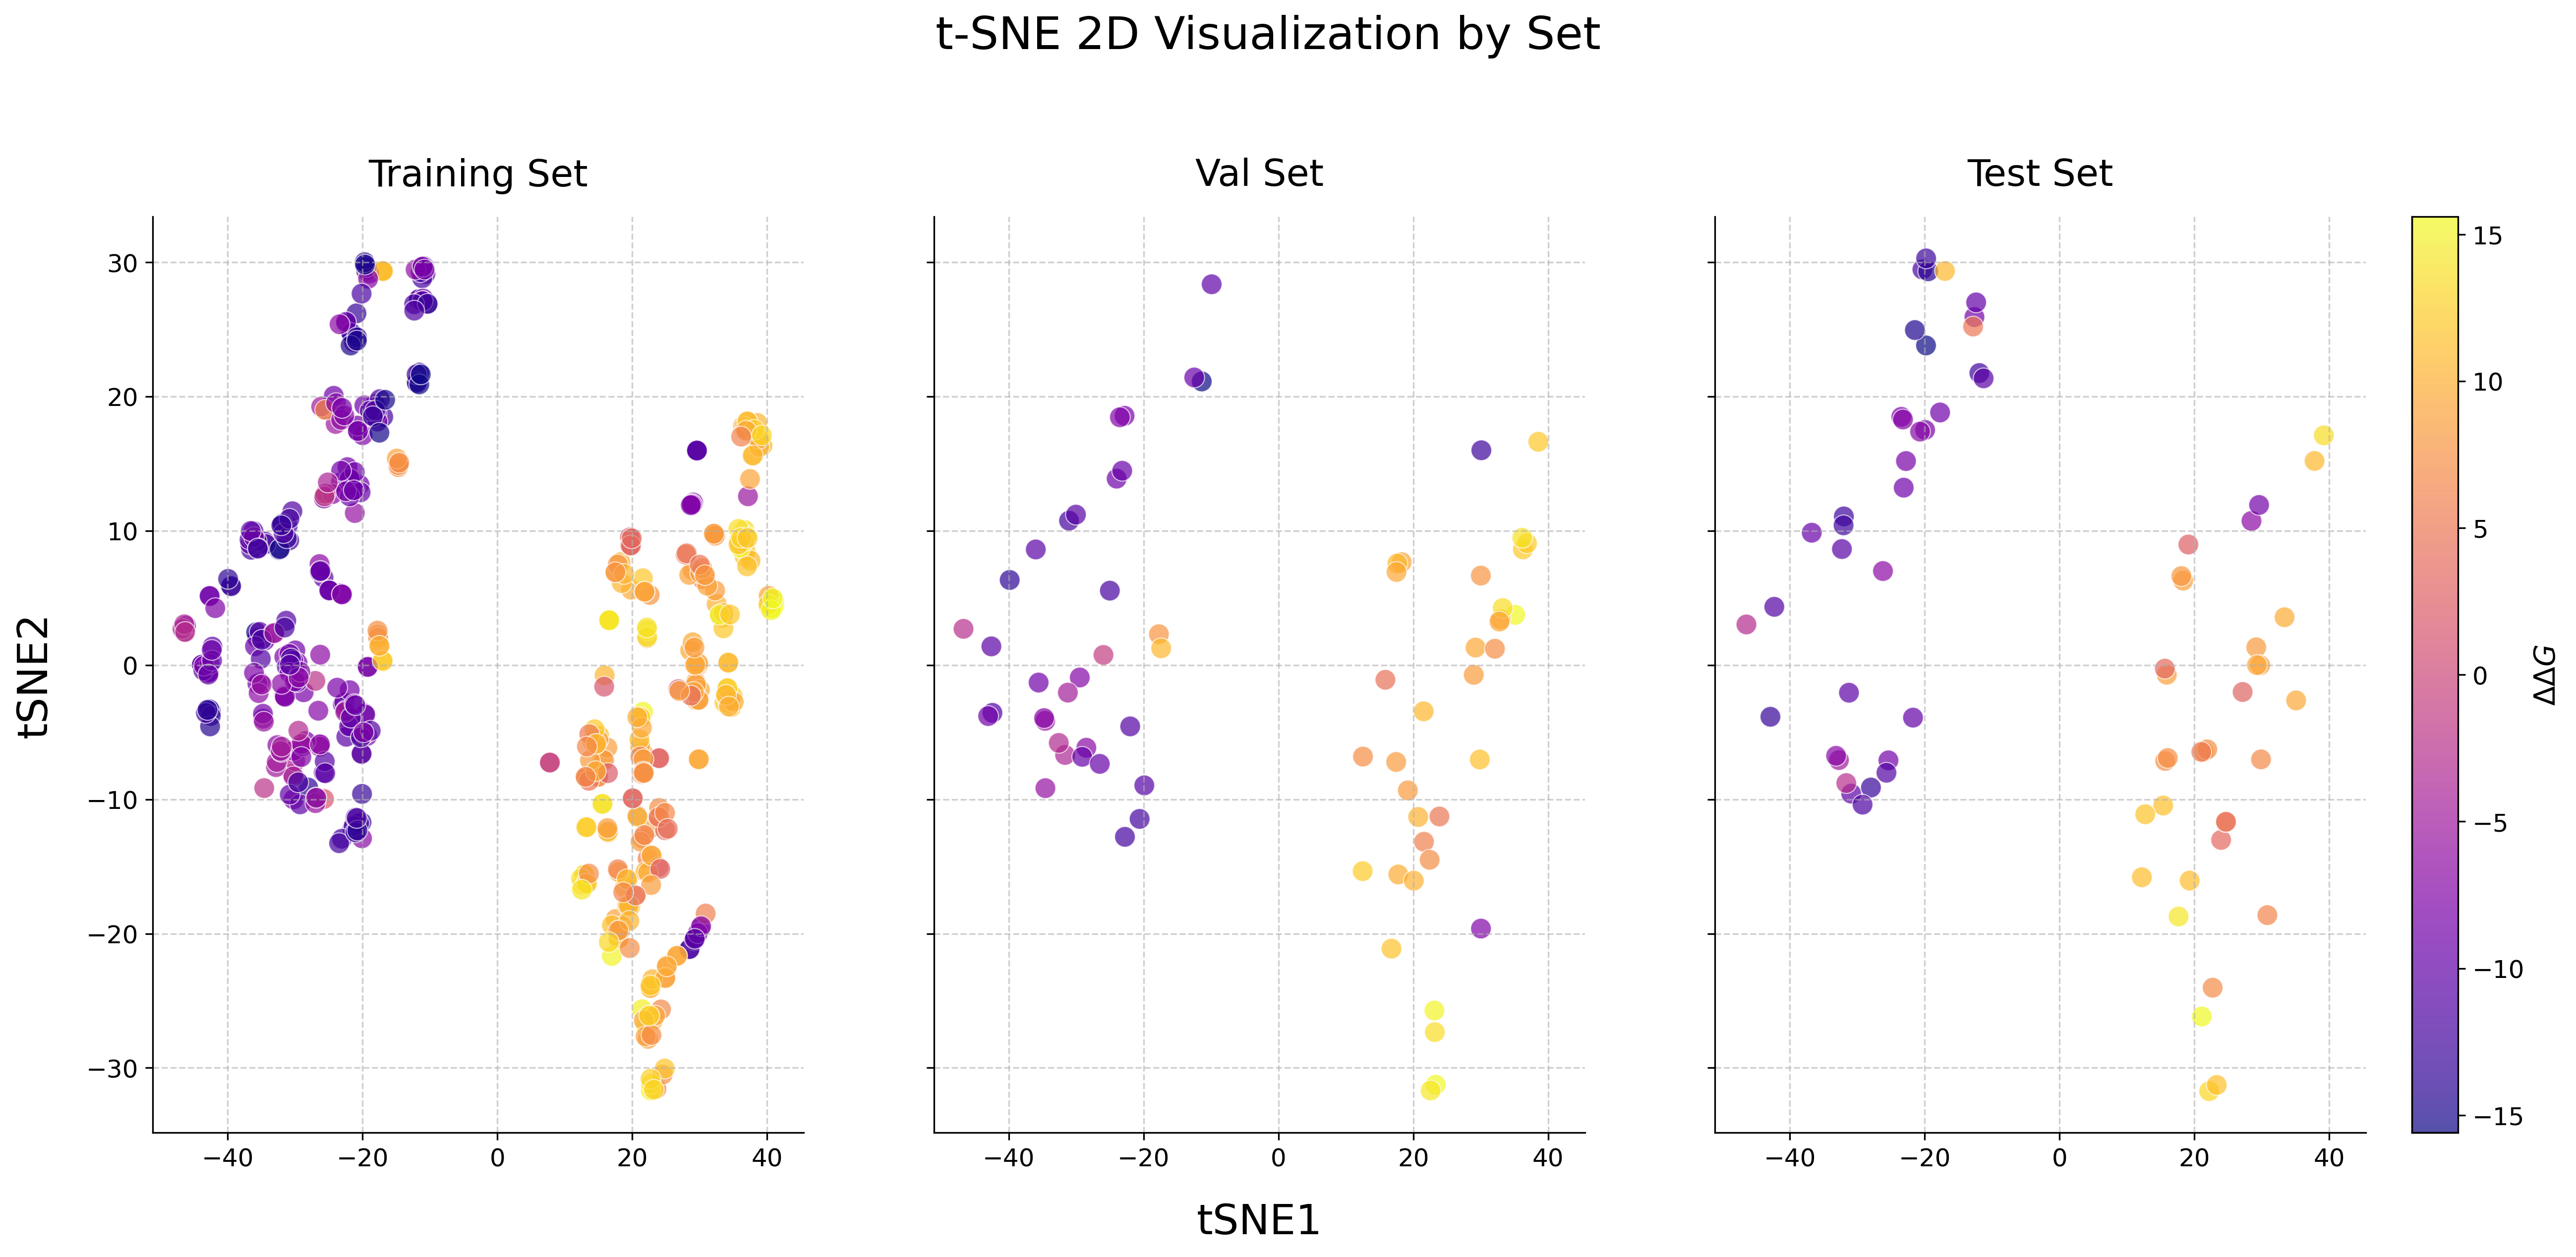 t-SNE 2D Visualization by Set
Training Set
Val Set
Test Set
30
20
10
0
−10
−20
−30
tSNE2
−40 −20 0 20 40
−40 −20 0 20 40
−40 −20 0 20 40
tSNE1
15
10
5
0
−5
−10
−15
ΔΔG